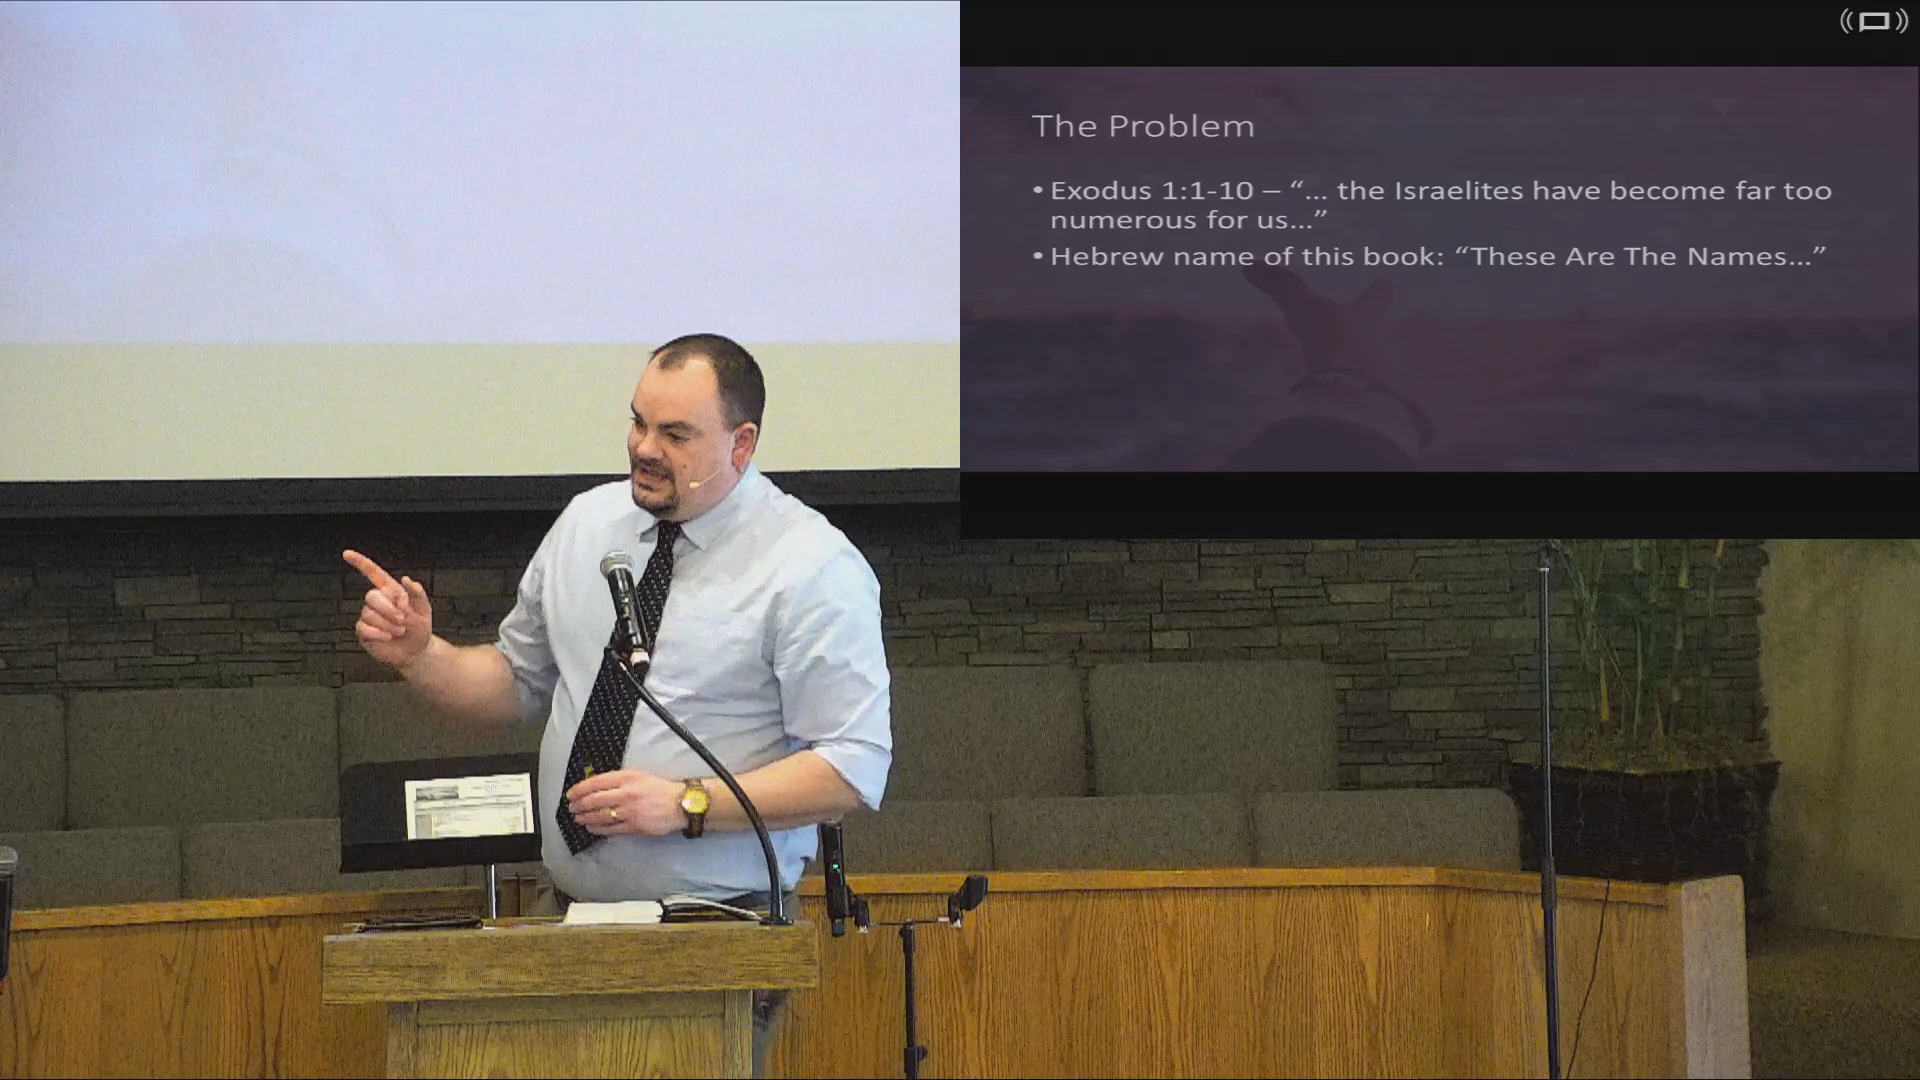 The Problem
• Exodus 1:1-10 – “... the Israelites have become far too
numerous for us...”
• Hebrew name of this book: “These Are The Names...”